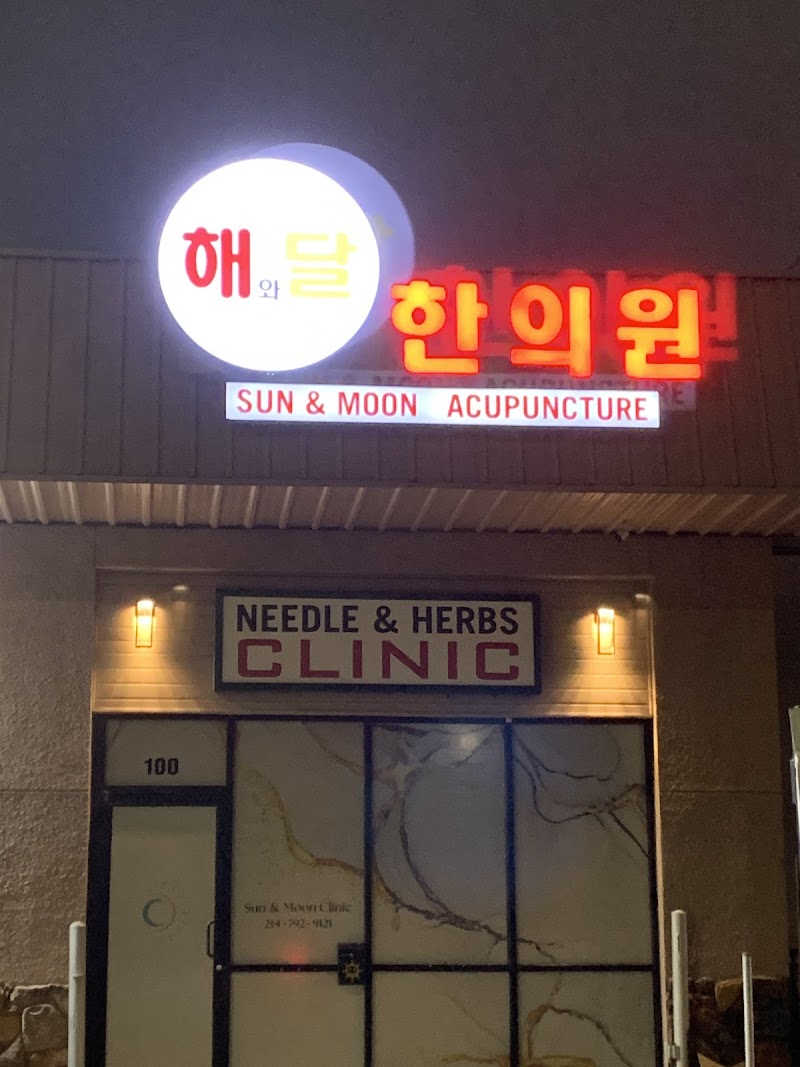 해와달 한의원
SUN & MOON ACUPUNCTURE
NEEDLE & HERBS
CLINIC
100
Sun & Moon Clinic
214-792-9121